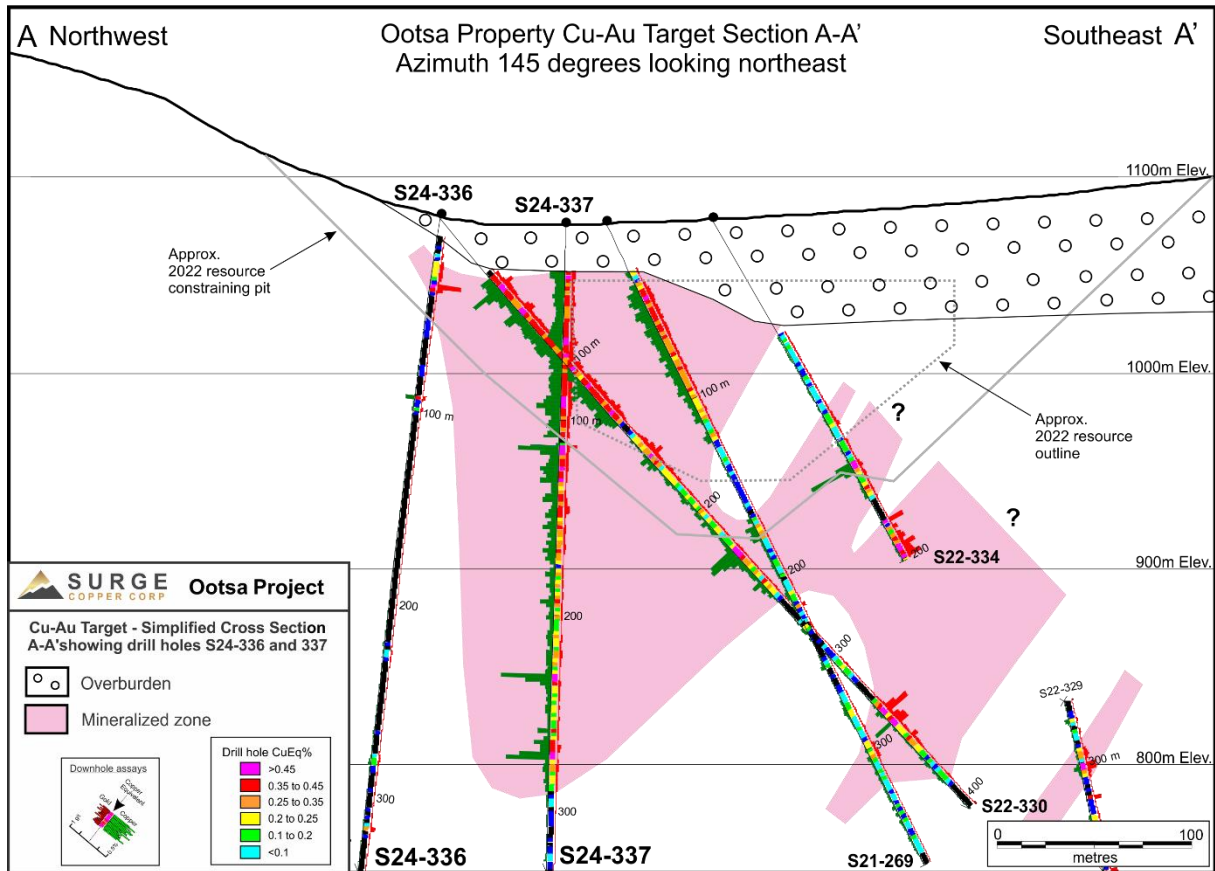 A Northwest
Ootsa Property Cu-Au Target Section A-A'
Azimuth 145 degrees looking northeast
Southeast A'
1100m Elev.
S24-336
S24-337
Approx.
2022 resource
constraining pit
100 m
100 m
100 m
100 m
1000m Elev.
?
Approx.
2022 resource
outline
?
200
200
200
S22-334
900m Elev.
200
200
300
S22-329
300
200 m
800m Elev.
300
300
400
S22-330
S24-336
S24-337
S21-269
0
100
metres
SURGE
COPPER CORP
Ootsa Project
Cu-Au Target - Simplified Cross Section
A-A'showing drill holes S24-336 and 337
Overburden
Mineralized zone
Downhole assays
Copper
Equivalent
Gold
Copper
Drill hole CuEq%
>0.45
0.35 to 0.45
0.25 to 0.35
0.2 to 0.25
0.1 to 0.2
<0.1